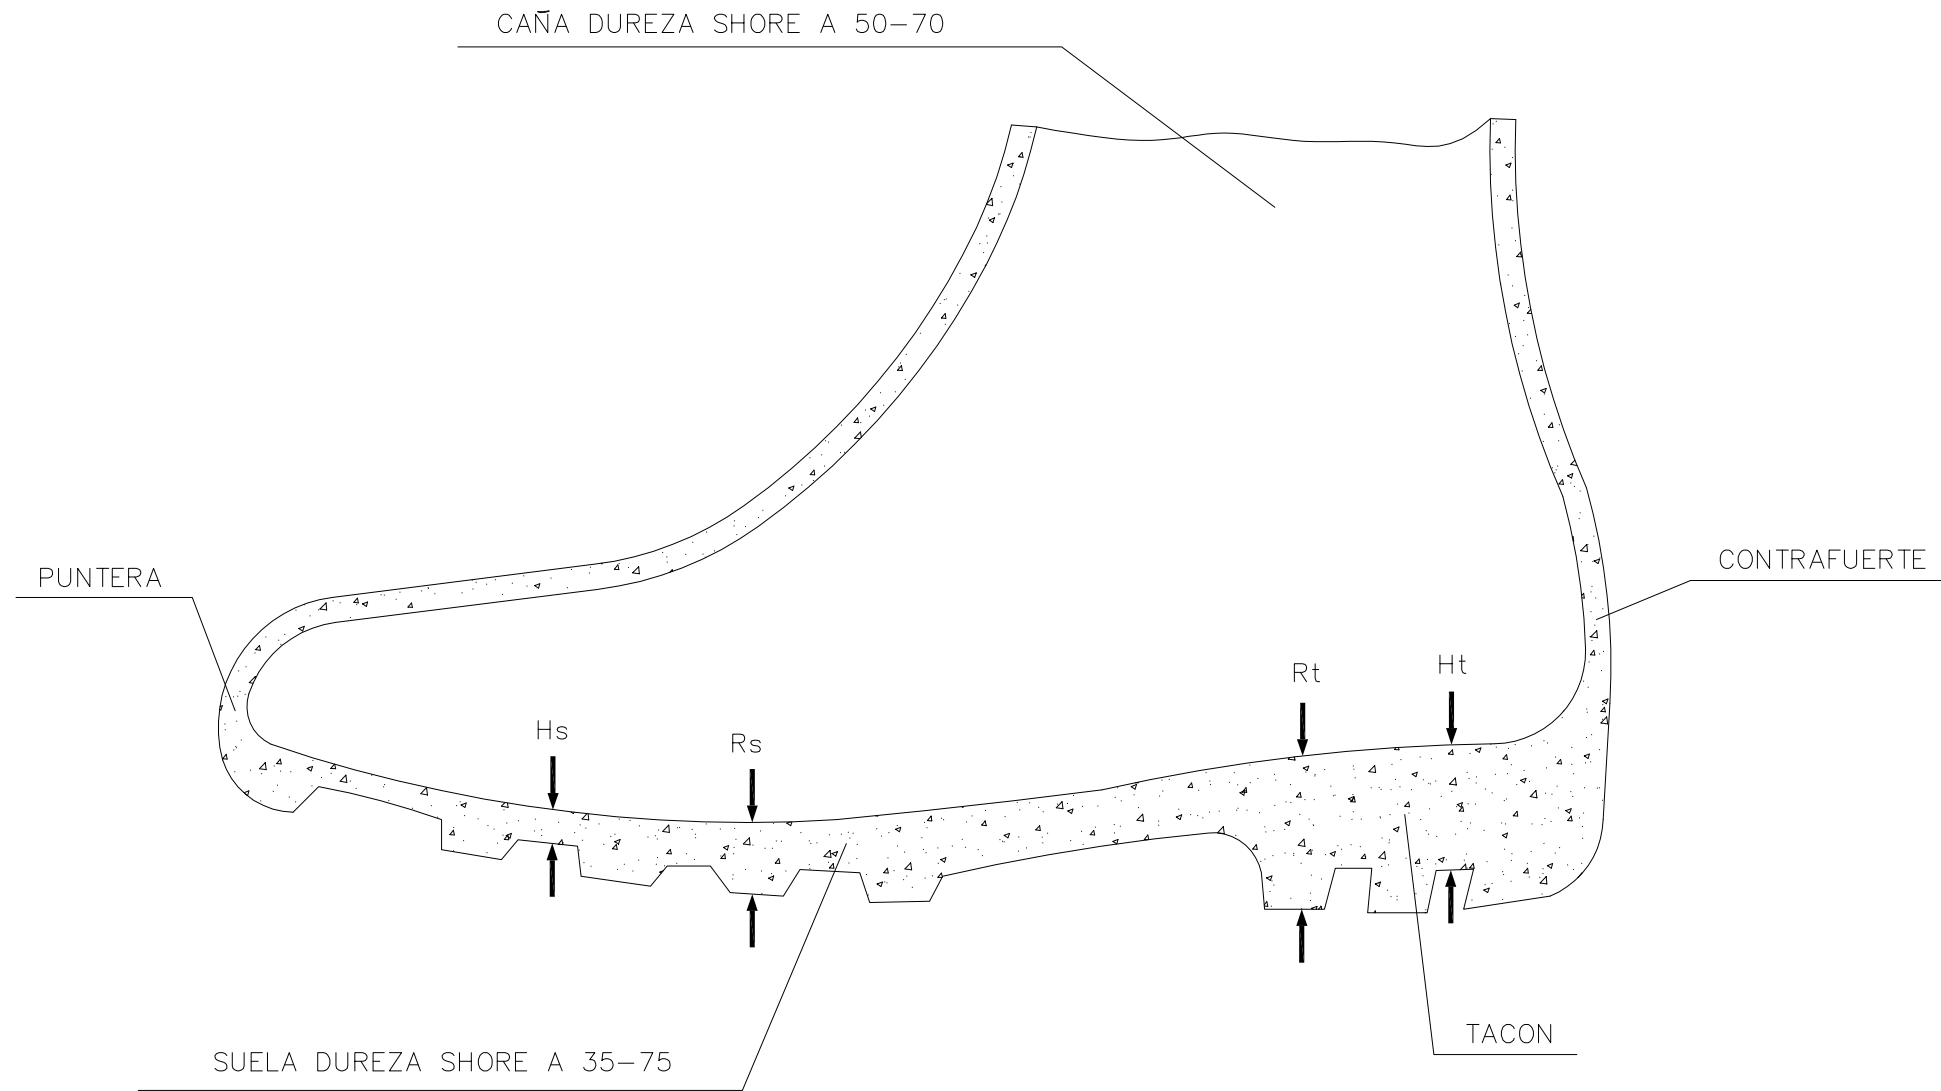 CAÑA DUREZA SHORE A 50-70
CONTRAFUERTE
PUNTERA
Ht
Rt
Hs
Rs
TACON
SUELA DUREZA SHORE A 35-75